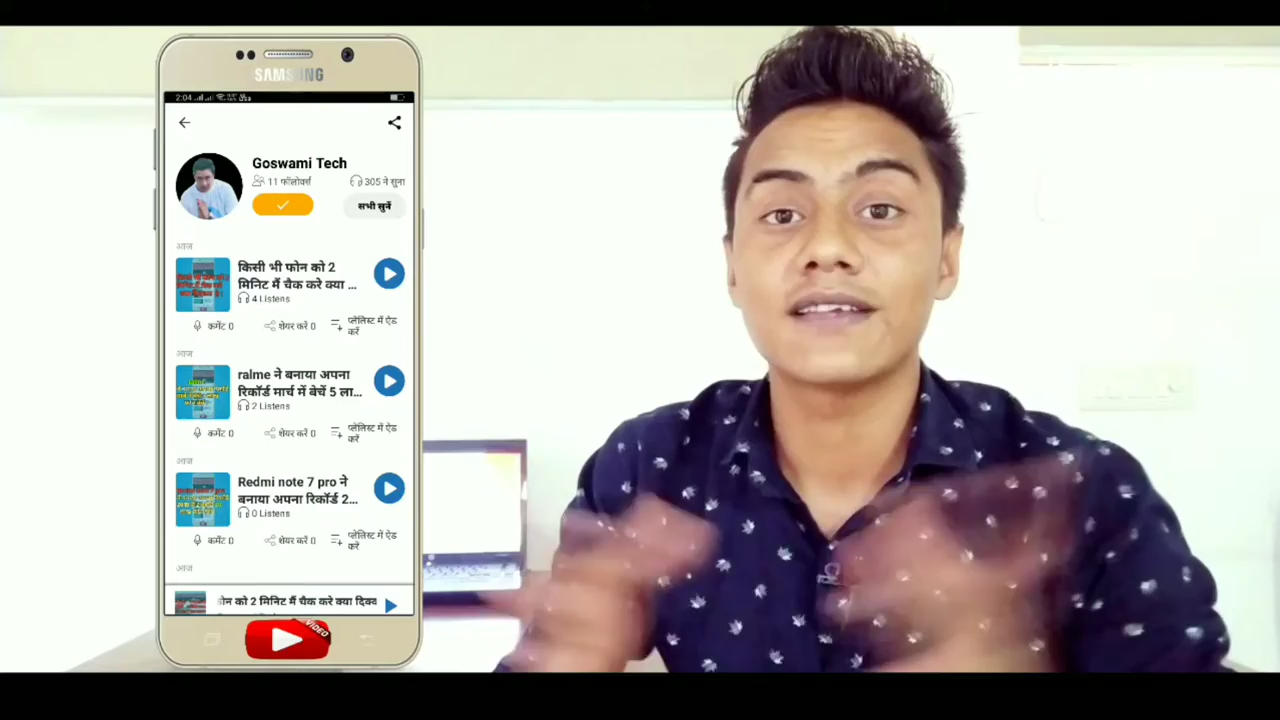 SAMSUNG
2:04
Goswami Tech
11 फॉलोवर्स
305 ने सुना
सभी सुनें
आज
किसी भी फोन को 2
मिनिट मैं चैक करे क्या ...
4 Listens
कमेंट 0
शेयर करें 0
प्लेलिस्ट में ऐड
करें
आज
ralme ने बनाया अपना
रिकॉर्ड मार्च में बेचें 5 ला...
2 Listens
कमेंट 0
शेयर करें 0
प्लेलिस्ट में ऐड
करें
आज
Redmi note 7 pro ने
बनाया अपना रिकॉर्ड 2...
0 Listens
कमेंट 0
शेयर करें 0
प्लेलिस्ट में ऐड
करें
आज
को 2 मिनिट मैं चैक करे क्या दिक्क
VIDEO